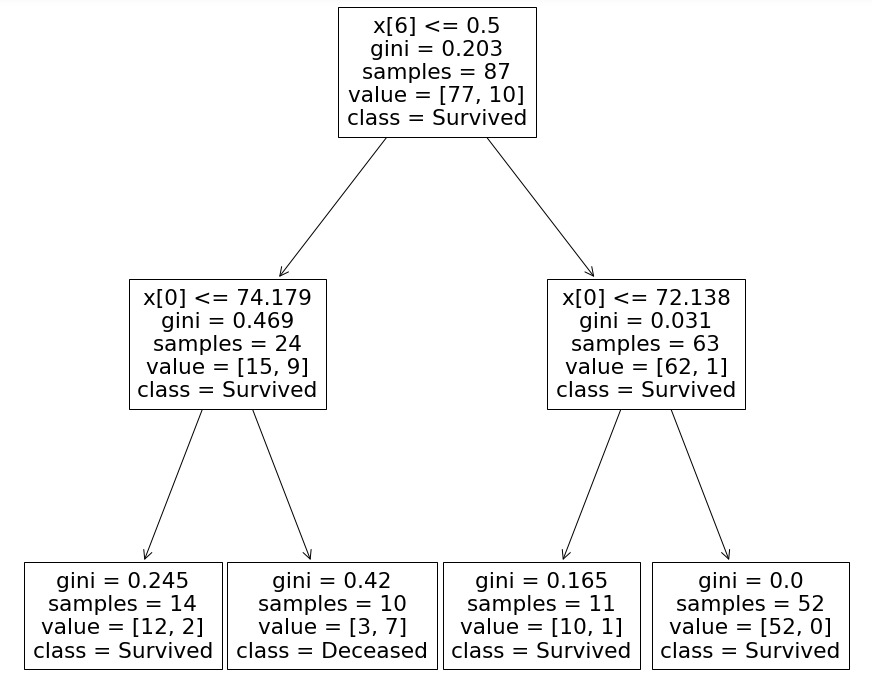 x[6] <= 0.5
gini = 0.203
samples = 87
value = [77, 10]
class = Survived
x[0] <= 74.179
gini = 0.469
samples = 24
value = [15, 9]
class = Survived
x[0] <= 72.138
gini = 0.031
samples = 63
value = [62, 1]
class = Survived
gini = 0.245
samples = 14
value = [12, 2]
class = Survived
gini = 0.42
samples = 10
value = [3, 7]
class = Deceased
gini = 0.165
samples = 11
value = [10, 1]
class = Survived
gini = 0.0
samples = 52
value = [52, 0]
class = Survived